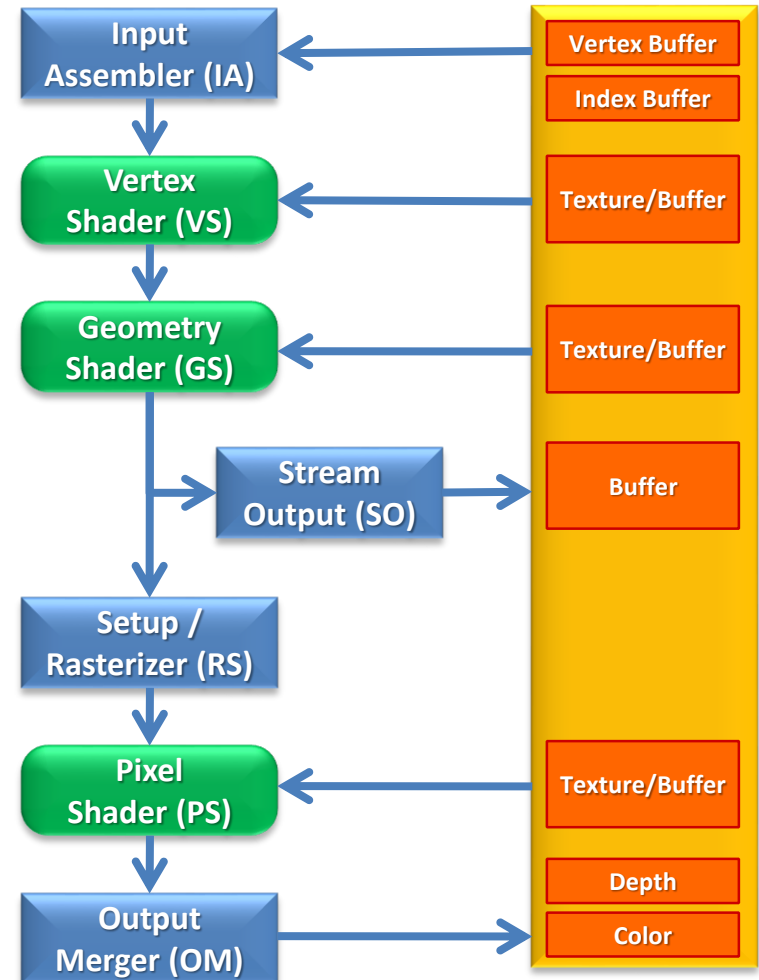 Input
Assembler (IA)
Vertex Buffer
Index Buffer
Vertex
Shader (VS)
Texture/Buffer
Geometry
Shader (GS)
Texture/Buffer
Stream
Output (SO)
Buffer
Setup /
Rasterizer (RS)
Pixel
Shader (PS)
Texture/Buffer
Depth
Output
Merger (OM)
Color